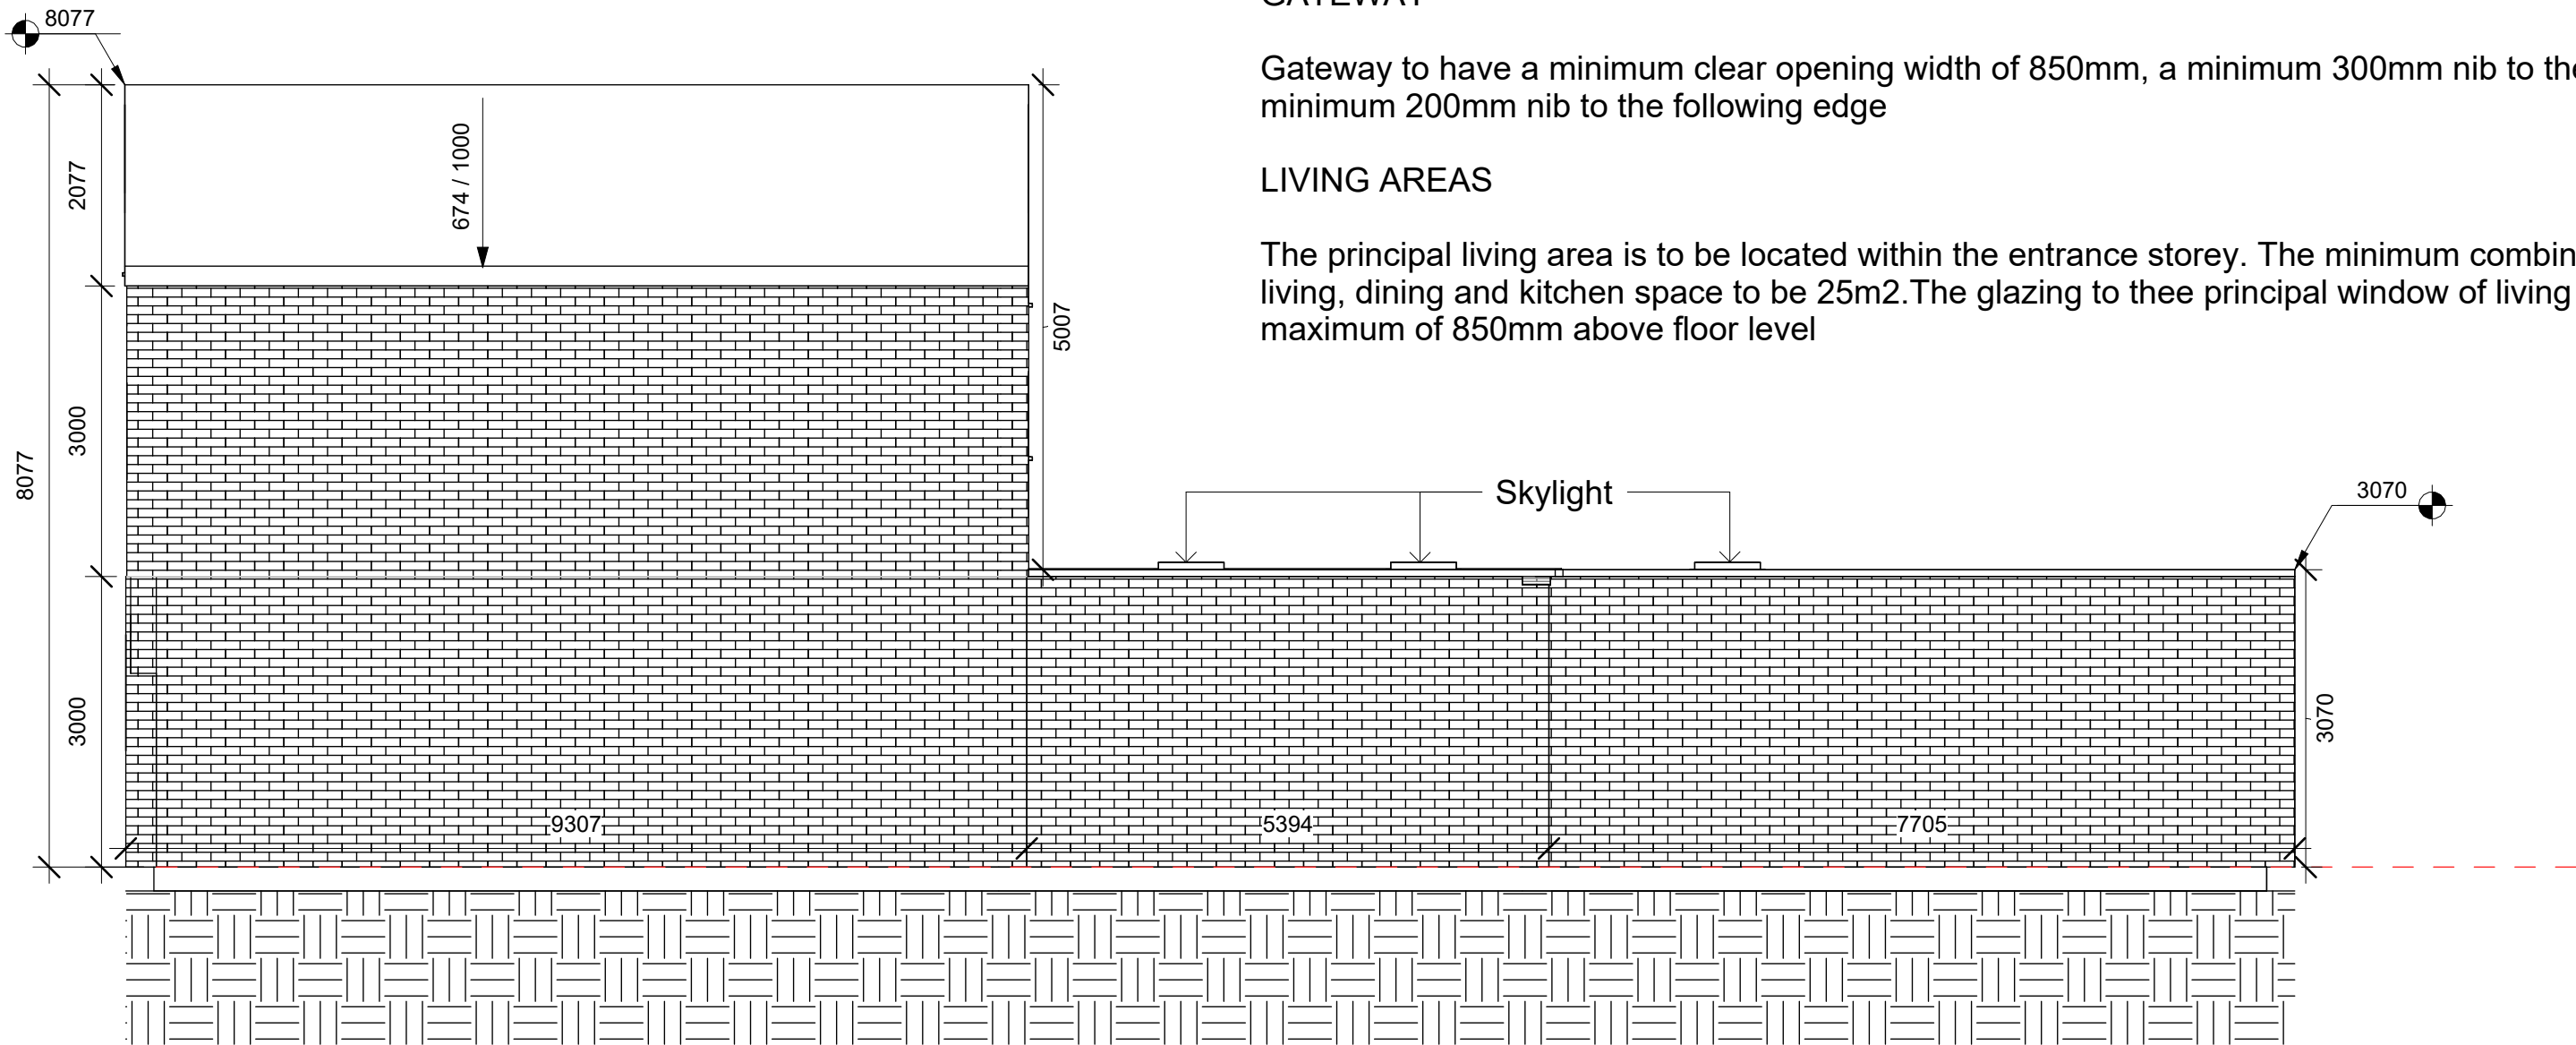 8077
GATEWAY
Gateway to have a minimum clear opening width of 850mm, a minimum 300mm nib to the
minimum 200mm nib to the following edge
LIVING AREAS
The principal living area is to be located within the entrance storey. The minimum combin
living, dining and kitchen space to be 25m2.The glazing to thee principal window of living
maximum of 850mm above floor level
2077
674 / 1000
5007
3000
8077
Skylight
3070
3000
3070
9307
5394
7705